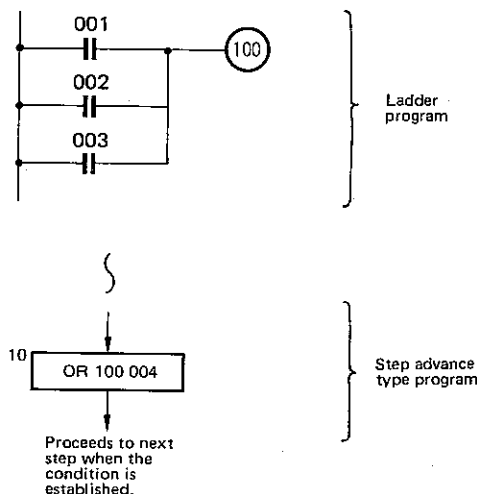 001
100
002
003
Ladder
program
10
OR 100 004
Step advance
type program
Proceeds to next
step when the
condition is
established.